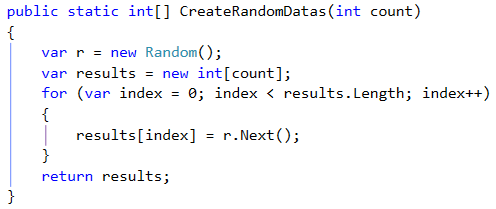 public static int[] CreateRandomDatas(int count)
{
    var r = new Random();
    var results = new int[count];
    for (var index = 0; index < results.Length; index++)
    {
        results[index] = r.Next();
    }
    return results;
}